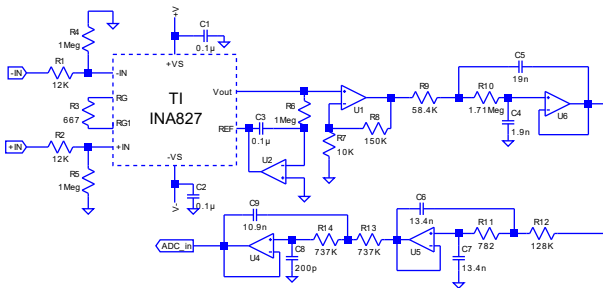 +V
R4
1Meg
C1
0.1µ
R1
12K
-IN
-IN
+VS
TI
INA827
Vout
RG
RG1
R3
667
REF
+IN
+IN
-VS
R2
12K
R5
1Meg
V-
C2
0.1µ
C3
0.1µ
R6
1Meg
U2
U1
R8
150K
R7
10K
R9
58.4K
C5
19n
R10
1.71Meg
C4
1.9n
U6
ADC_in
C9
10.9n
U4
C8
200p
R14
737K
R13
737K
C6
13.4n
U5
C7
13.4n
R11
782
R12
128K